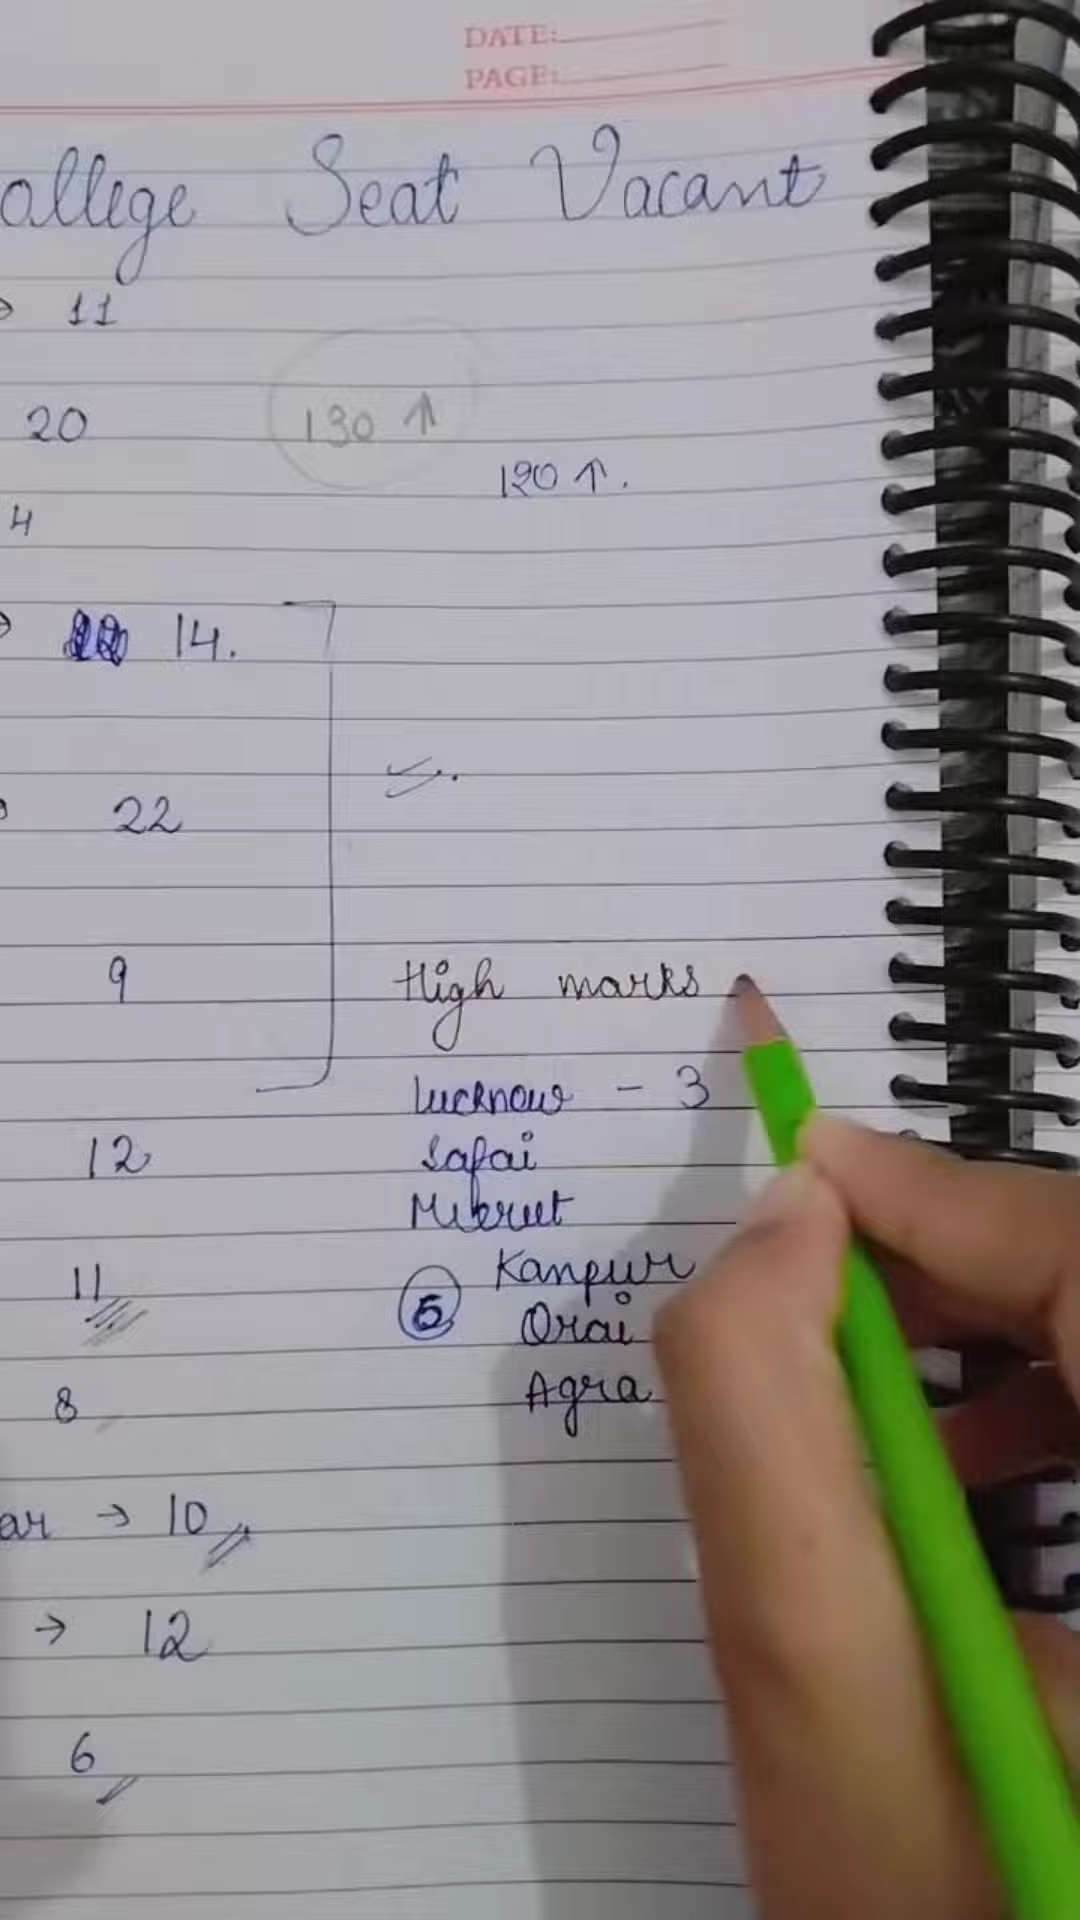 DATE:
PAGE:
ollege Seat Vacant
→ 11
20
130 ↑
120 ↑.
4
→ 14.
22
9
High marks
Lucknow - 3
Safai
Meerut
Kanpur
5
Orai
Agra
12
11
8
ar → 10
→ 12
6